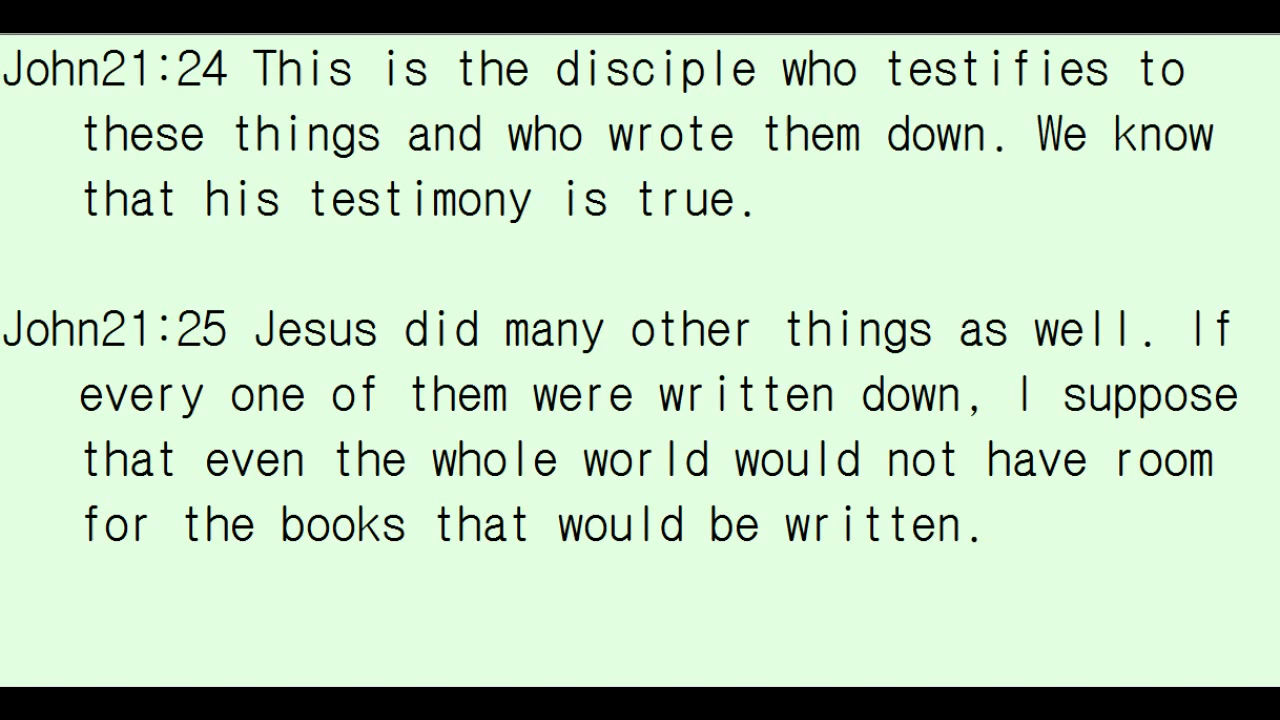 John21:24 This is the disciple who testifies to
these things and who wrote them down. We know
that his testimony is true.
John21:25 Jesus did many other things as well. If
every one of them were written down, I suppose
that even the whole world would not have room
for the books that would be written.